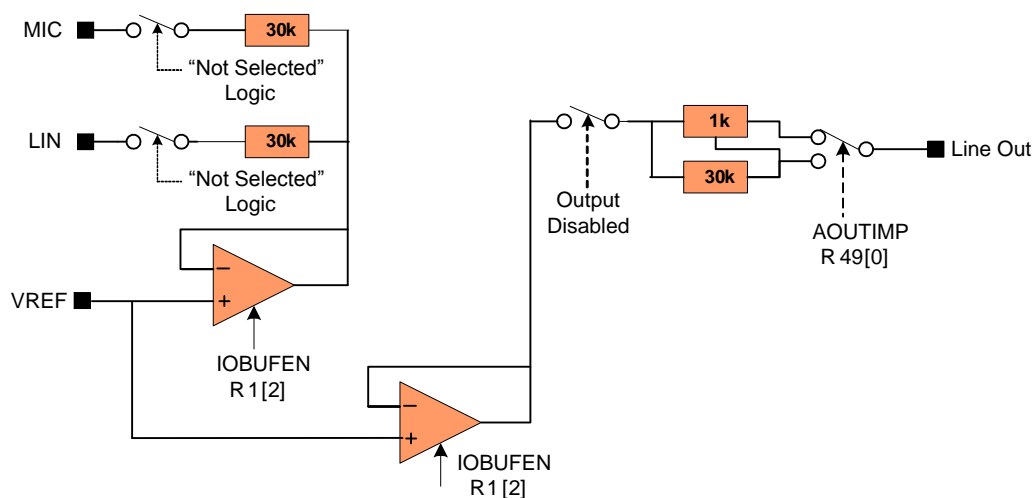 MIC
30k
“Not Selected”
Logic
LIN
30k
“Not Selected”
Logic
1k
30k
Line Out
Output
Disabled
AOUTIMP
R 49[0]
VREF
−
+
IOBUFEN
R 1[2]
−
+
IOBUFEN
R 1[2]